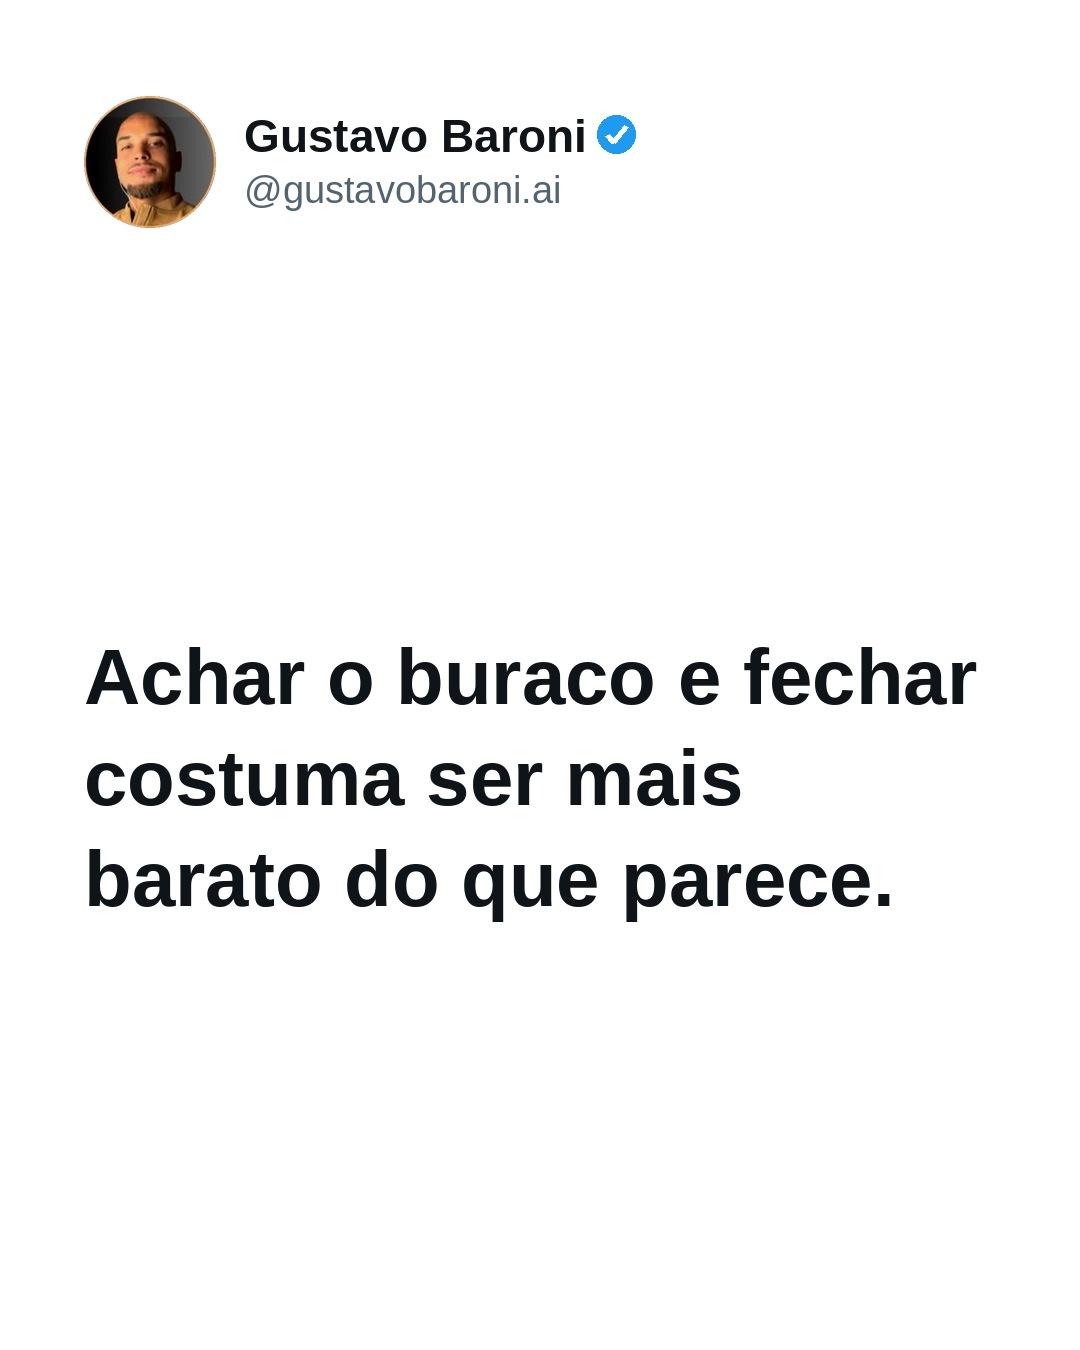 Gustavo Baroni
@gustavobaroni.ai
Achar o buraco e fechar
costuma ser mais
barato do que parece.